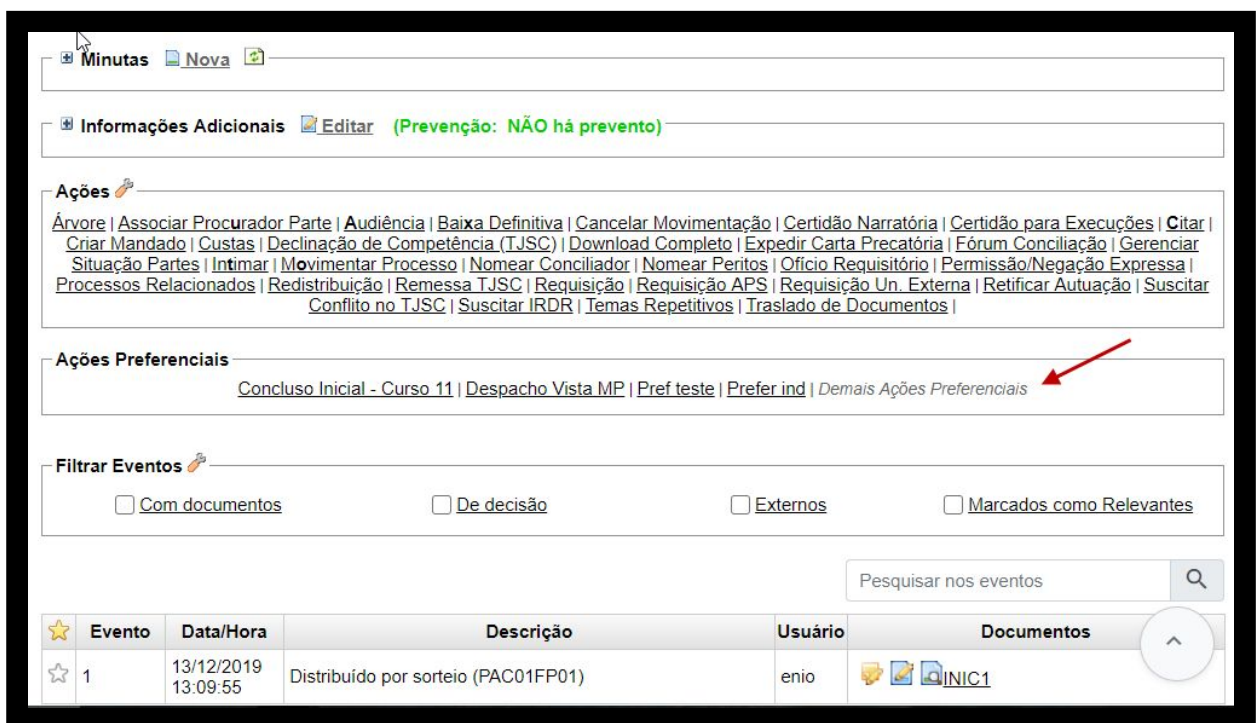 Minutas Nova
Informações Adicionais Editar (Prevenção: NÃO há prevento)
Ações
Árvore | Associar Procurador Parte | Audiência | Baixa Definitiva | Cancelar Movimentação | Certidão Narratória | Certidão para Execuções | Citar |
Criar Mandado | Custas | Declinação de Competência (TJSC) | Download Completo | Expedir Carta Precatória | Fórum Conciliação | Gerenciar
Situação Partes | Intimar | Movimentar Processo | Nomear Conciliador | Nomear Peritos | Ofício Requisitório | Permissão/Negação Expressa |
Processos Relacionados | Redistribuição | Remessa TJSC | Requisição | Requisição APS | Requisição Un. Externa | Retificar Autuação | Suscitar
Conflito no TJSC | Suscitar IRDR | Temas Repetitivos | Traslado de Documentos |
Ações Preferenciais
Concluso Inicial - Curso 11 | Despacho Vista MP | Pref teste | Prefer ind | Demais Ações Preferenciais
Filtrar Eventos
Com documentos De decisão Externos Marcados como Relevantes
Pesquisar nos eventos
Evento Data/Hora Descrição Usuário Documentos
1 13/12/2019 Distribuído por sorteio (PAC01FP01) enio INIC1
13:09:55